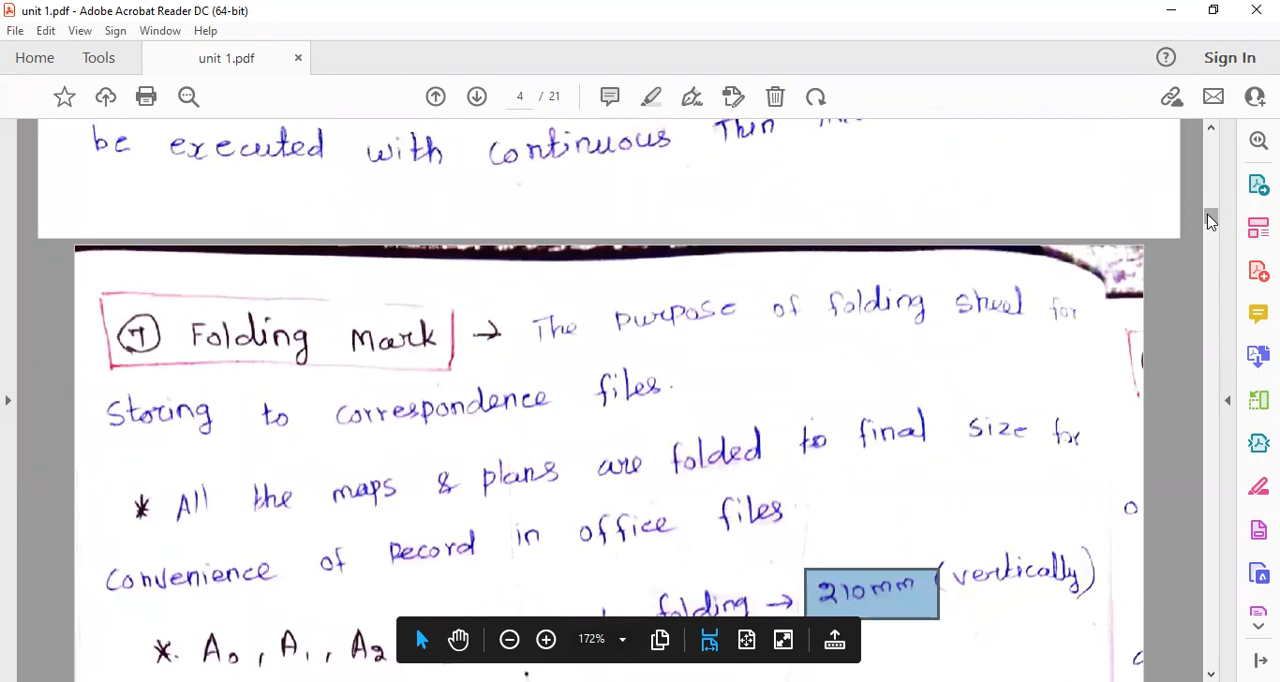 unit 1.pdf - Adobe Acrobat Reader DC (64-bit)
File Edit View Sign Window Help
Home Tools unit 1.pdf × Sign In
4 / 21
be executed with continuous Thin
7 Folding Mark → The purpose of folding sheel for
Storing to correspondence files.
* All the maps & plans are folded to final size for
Convenience of Record in office files
folding → 210mm (vertically)
*. A0, A1, A2
172%